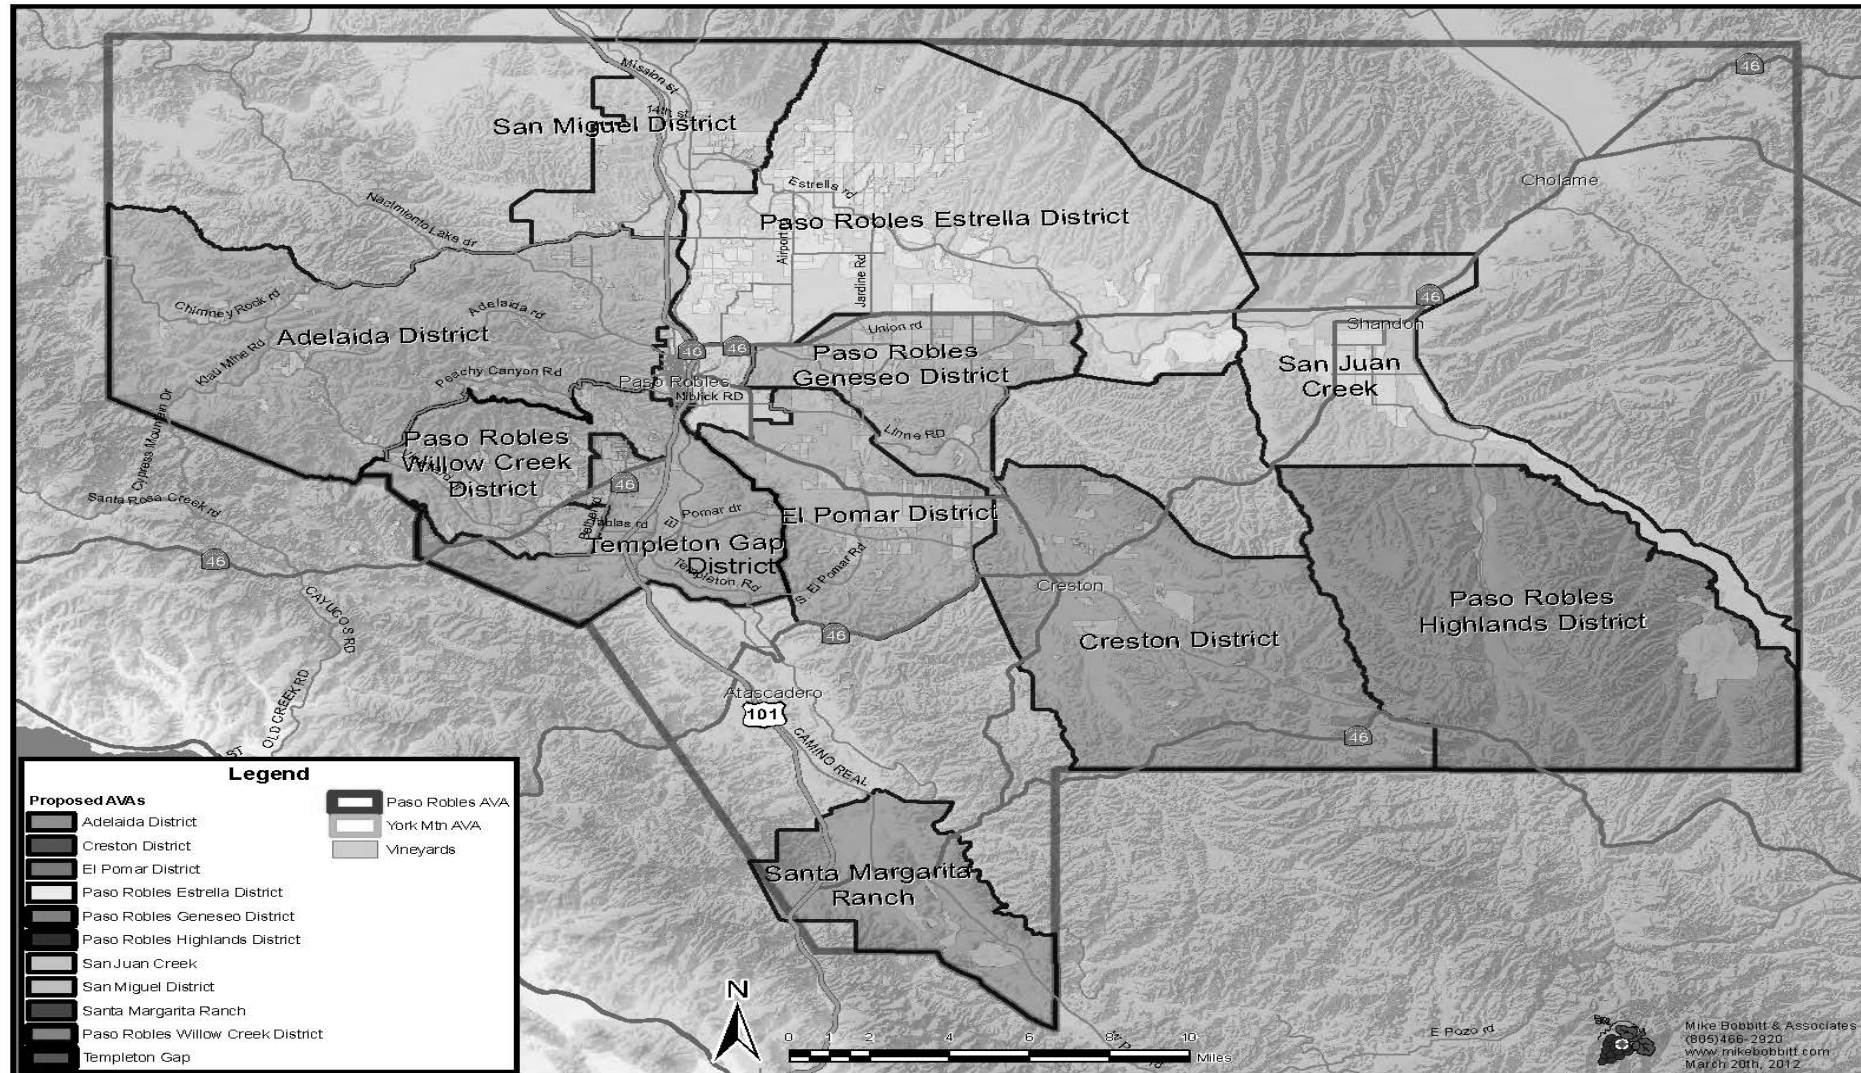 46
Mission st
14th st
San Miguel District
Cholame
Estrella rd
Nacimiento Lake dr
Paso Robles Estrella District
Airport
Jardine Rd
Chimney Rock rd
Adelaida rd
46
Adelaida District
Union rd
Shandon
46
46
Paso Robles
Geneseo District
San Juan
Creek
Klau Mine Rd
Peachy Canyon Rd
Paso Robles
Niblick RD
Cypress Mountain Dr
Linne RD
Paso Robles
Willow Creek
District
46
Santa Rosa Creek rd
El Pomar dr
El Pomar District
Bethel rd
Tablas rd
Templeton Gap
District
46
Templeton Rd
S. El Pomar Rd
Creston
CAYUCOS RD
Paso Robles
Highlands District
46
Creston District
OLD CREEK RD
Atascadero
101
46
ST
CAMINO REAL
Santa Margarita
Ranch
Legend
Proposed AVAs
Adelaida District
Creston District
El Pomar District
Paso Robles Estrella District
Paso Robles Geneseo District
Paso Robles Highlands District
San Juan Creek
San Miguel District
Santa Margarita Ranch
Paso Robles Willow Creek District
Templeton Gap
Paso Robles AVA
York Mtn AVA
Vineyards
N
0 1 2 4 6 8 10
Miles
E Pozo rd
Mike Bobbitt & Associates
(805)466-2920
www.mikebobbitt.com
March 20th, 2012